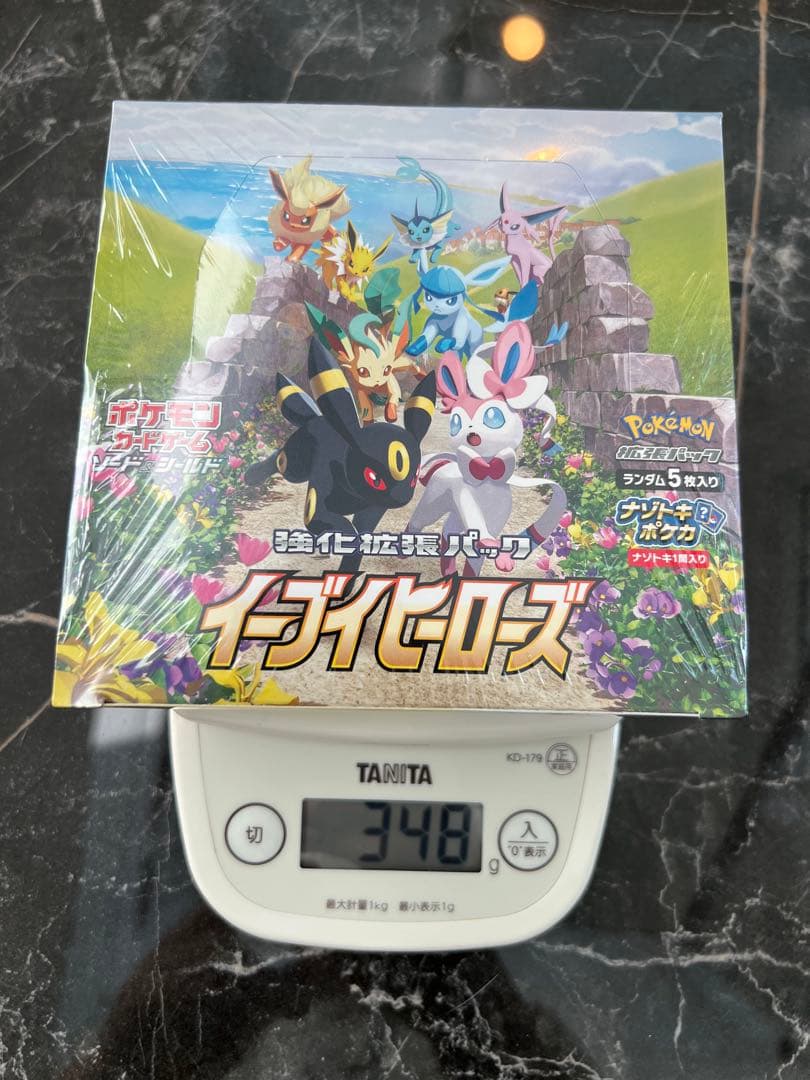 ポケモン
カードゲーム
ソード&シールド
Pokémon
拡張パック
ランダム5枚入り
ナゾトキ
ポケカ
?
ナゾトキ1問入り
強化拡張パック
イーブイヒーローズ
KD-179
正
TANITA
切
348
g
入
"0"表示
最大計量1kg 最小表示1g